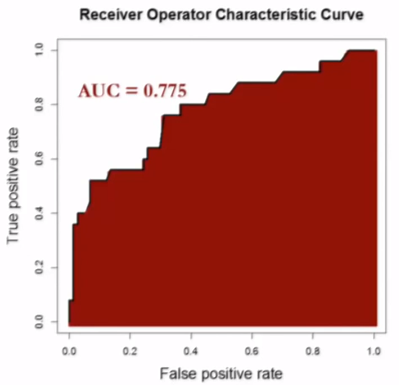 Receiver Operator Characteristic Curve
AUC = 0.775
True positive rate
1.0
0.8
0.6
0.4
0.2
0.0
0.0 0.2 0.4 0.6 0.8 1.0
False positive rate